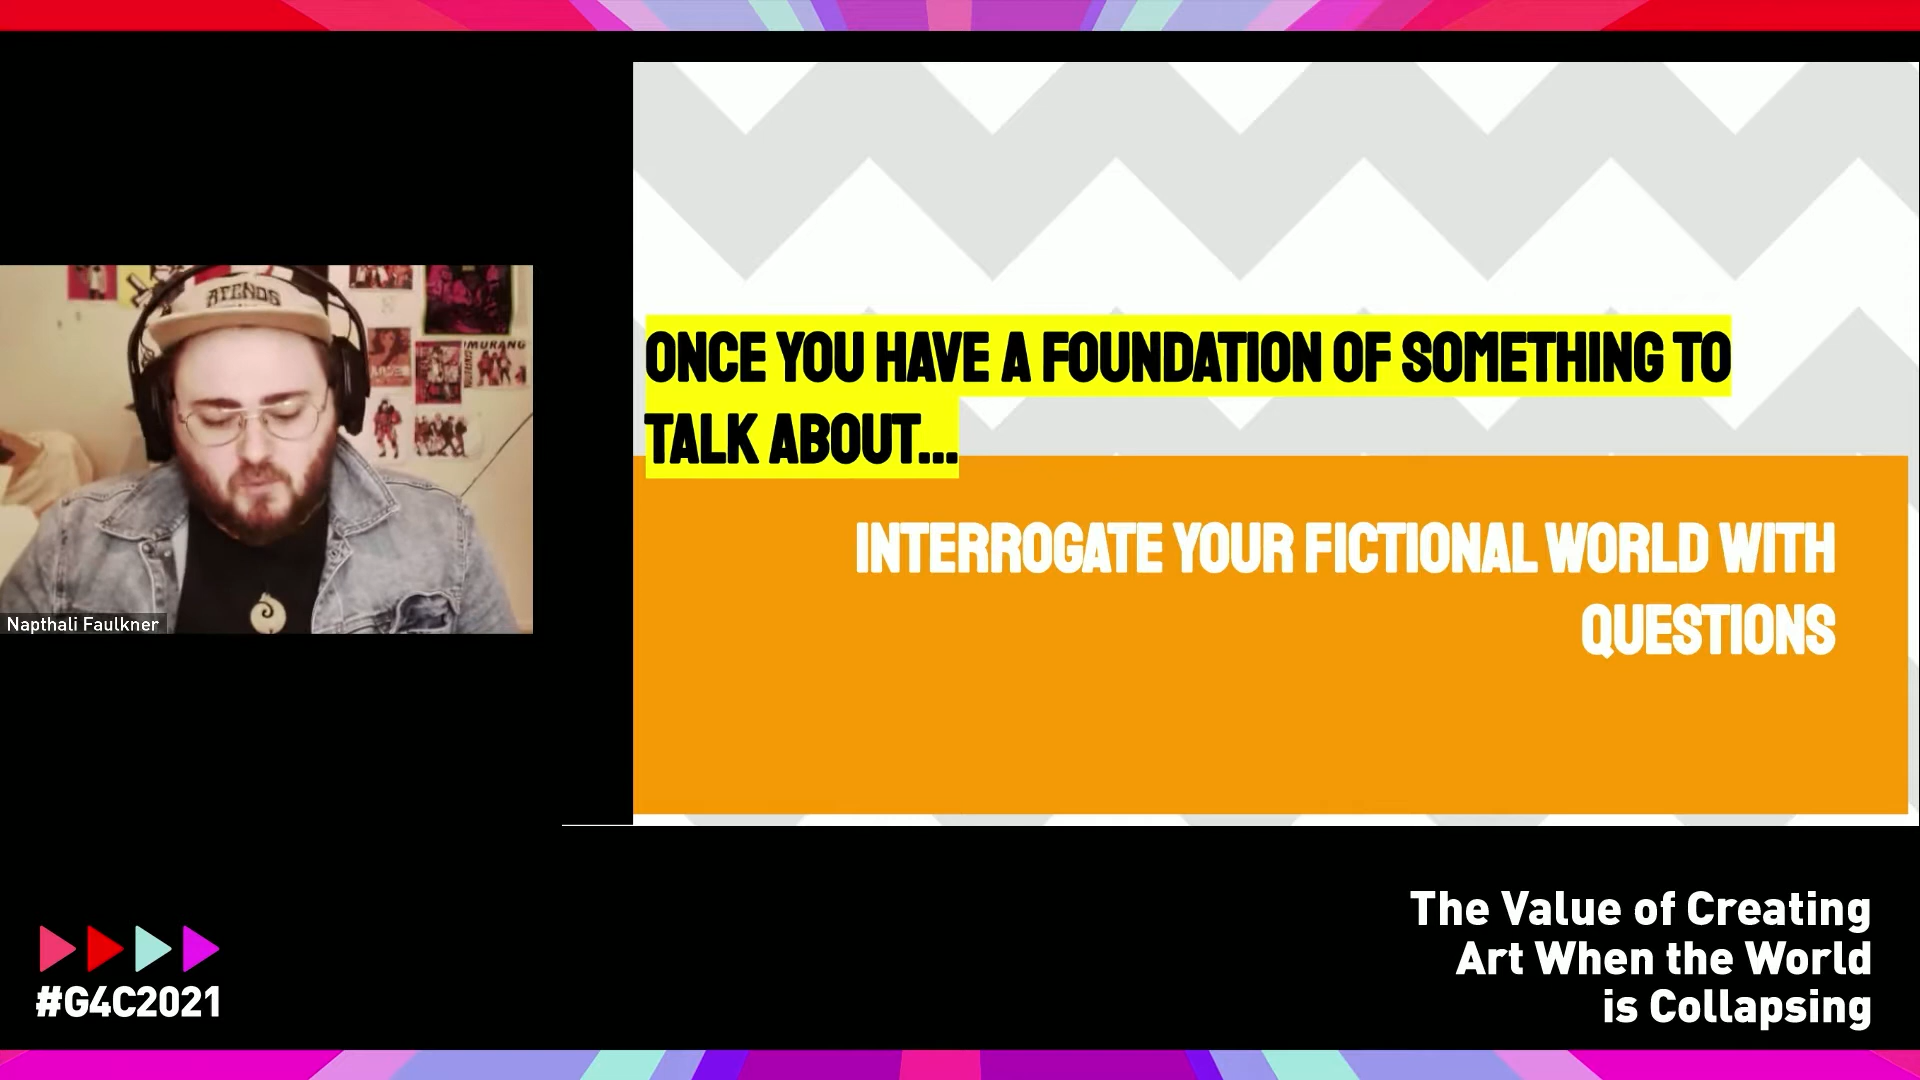 ONCE YOU HAVE A FOUNDATION OF SOMETHING TO
TALK ABOUT...
INTERROGATE YOUR FICTIONAL WORLD WITH
QUESTIONS
MURANG
Napthali Faulkner
#G4C2021
The Value of Creating
Art When the World
is Collapsing